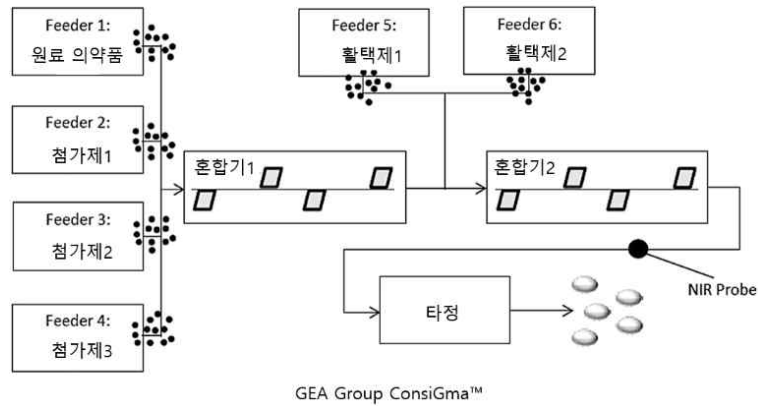 Feeder 1:
원료 의약품
Feeder 2:
첨가제1
Feeder 3:
첨가제2
Feeder 4:
첨가제3
Feeder 5:
활택제1
Feeder 6:
활택제2
혼합기1
혼합기2
NIR Probe
타정
GEA Group ConsiGma™